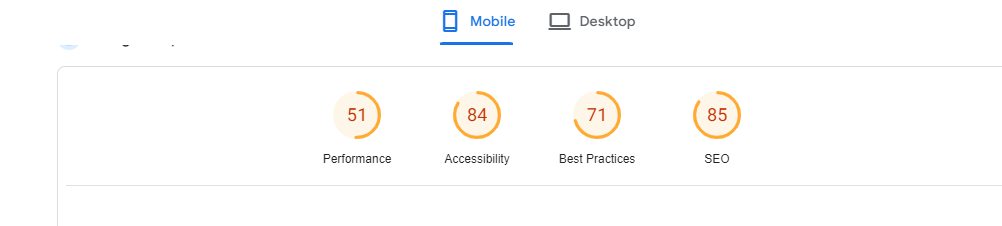 Mobile Desktop
51 84 71 85
Performance Accessibility Best Practices SEO